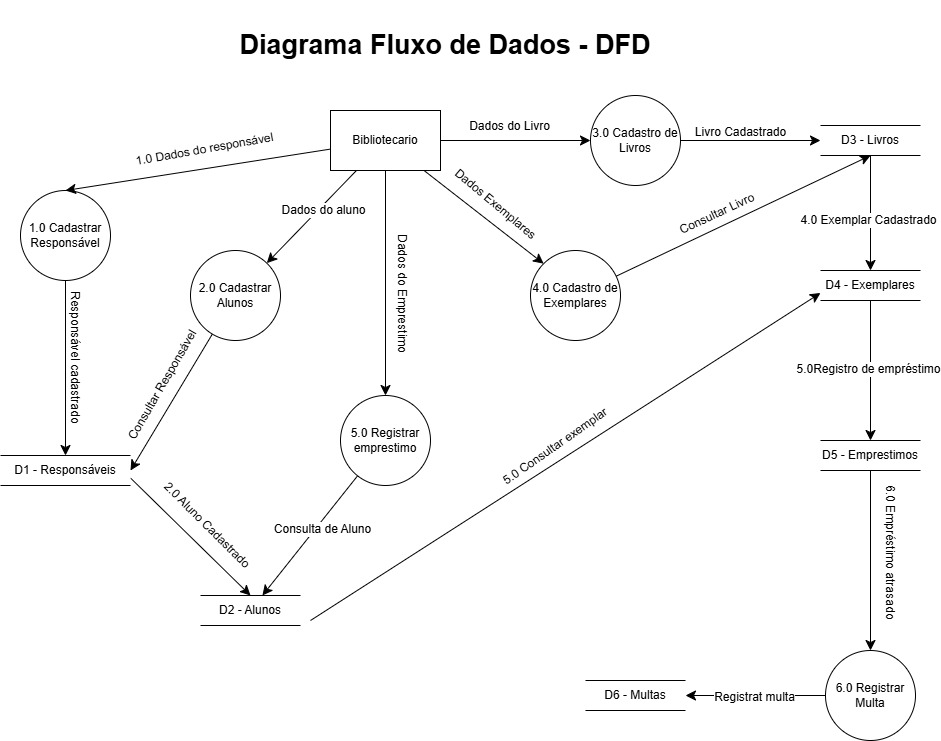 Diagrama Fluxo de Dados - DFD
Bibliotecario
Dados do Livro
3.0 Cadastro de
Livros
Livro Cadastrado
D3 - Livros
1.0 Dados do responsável
1.0 Cadastrar
Responsável
Dados do aluno
2.0 Cadastrar
Alunos
Dados do Emprestimo
Dados Exemplares
4.0 Cadastro de
Exemplares
Consultar Livro
4.0 Exemplar Cadastrado
D4 - Exemplares
Responsável cadastrado
Consultar Responsável
5.0 Registrar
emprestimo
5.0 Consultar exemplar
5.0Registro de empréstimo
D5 - Emprestimos
D1 - Responsáveis
2.0 Aluno Cadastrado
Consulta de Aluno
D2 - Alunos
6.0 Empréstimo atrasado
6.0 Registrar
Multa
Registrat multa
D6 - Multas